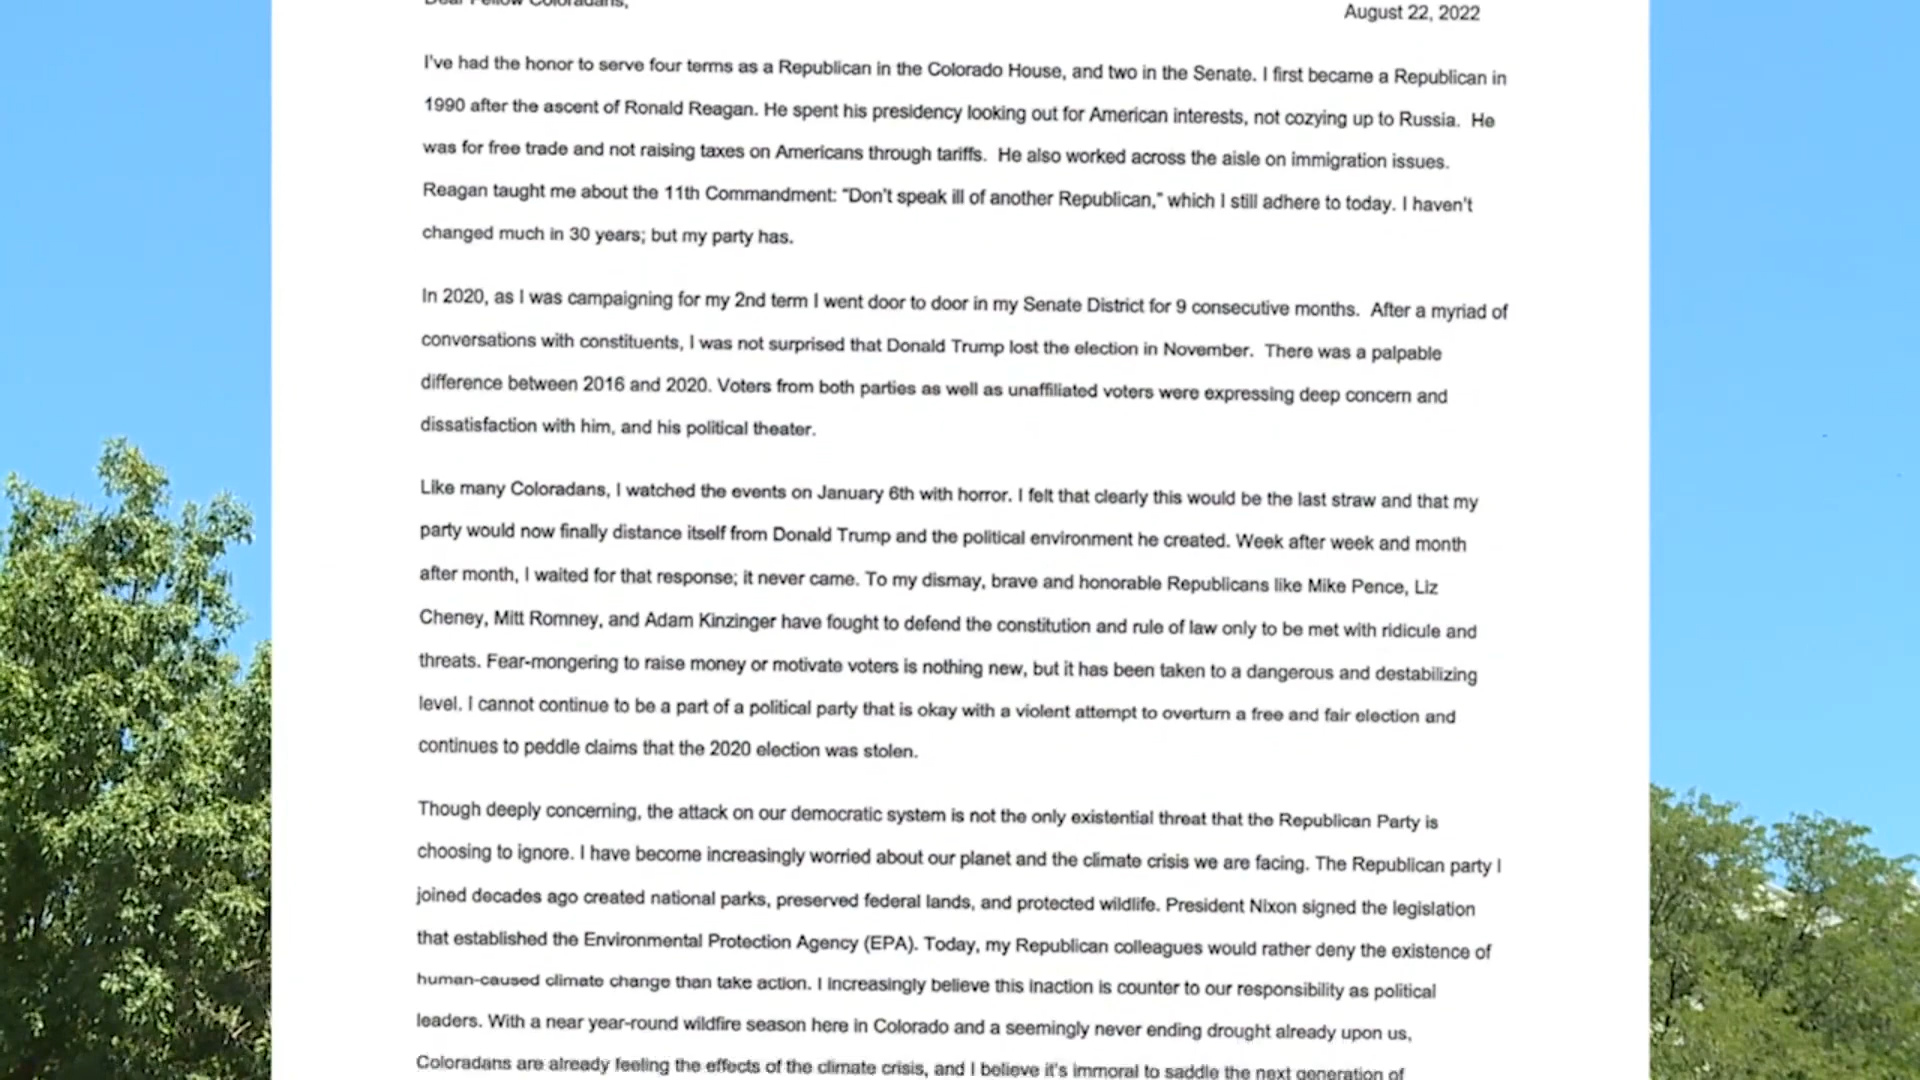 Dear Fellow Coloradans,
August 22, 2022
I've had the honor to serve four terms as a Republican in the Colorado House, and two in the Senate. I first became a Republican in
1990 after the ascent of Ronald Reagan. He spent his presidency looking out for American interests, not cozying up to Russia.  He
was for free trade and not raising taxes on Americans through tariffs.  He also worked across the aisle on immigration issues.
Reagan taught me about the 11th Commandment: "Don't speak ill of another Republican," which I still adhere to today. I haven't
changed much in 30 years; but my party has.
In 2020, as I was campaigning for my 2nd term I went door to door in my Senate District for 9 consecutive months.  After a myriad of
conversations with constituents, I was not surprised that Donald Trump lost the election in November.  There was a palpable
difference between 2016 and 2020. Voters from both parties as well as unaffiliated voters were expressing deep concern and
dissatisfaction with him, and his political theater.
Like many Coloradans, I watched the events on January 6th with horror. I felt that clearly this would be the last straw and that my
party would now finally distance itself from Donald Trump and the political environment he created. Week after week and month
after month, I waited for that response; it never came. To my dismay, brave and honorable Republicans like Mike Pence, Liz
Cheney, Mitt Romney, and Adam Kinzinger have fought to defend the constitution and rule of law only to be met with ridicule and
threats. Fear-mongering to raise money or motivate voters is nothing new, but it has been taken to a dangerous and destabilizing
level. I cannot continue to be a part of a political party that is okay with a violent attempt to overturn a free and fair election and
continues to peddle claims that the 2020 election was stolen.
Though deeply concerning, the attack on our democratic system is not the only existential threat that the Republican Party is
choosing to ignore. I have become increasingly worried about our planet and the climate crisis we are facing. The Republican party I
joined decades ago created national parks, preserved federal lands, and protected wildlife. President Nixon signed the legislation
that established the Environmental Protection Agency (EPA). Today, my Republican colleagues would rather deny the existence of
human-caused climate change than take action. I increasingly believe this inaction is counter to our responsibility as political
leaders. With a near year-round wildfire season here in Colorado and a seemingly never ending drought already upon us,
Coloradans are already feeling the effects of the climate crisis, and I believe it's immoral to saddle the next generation of